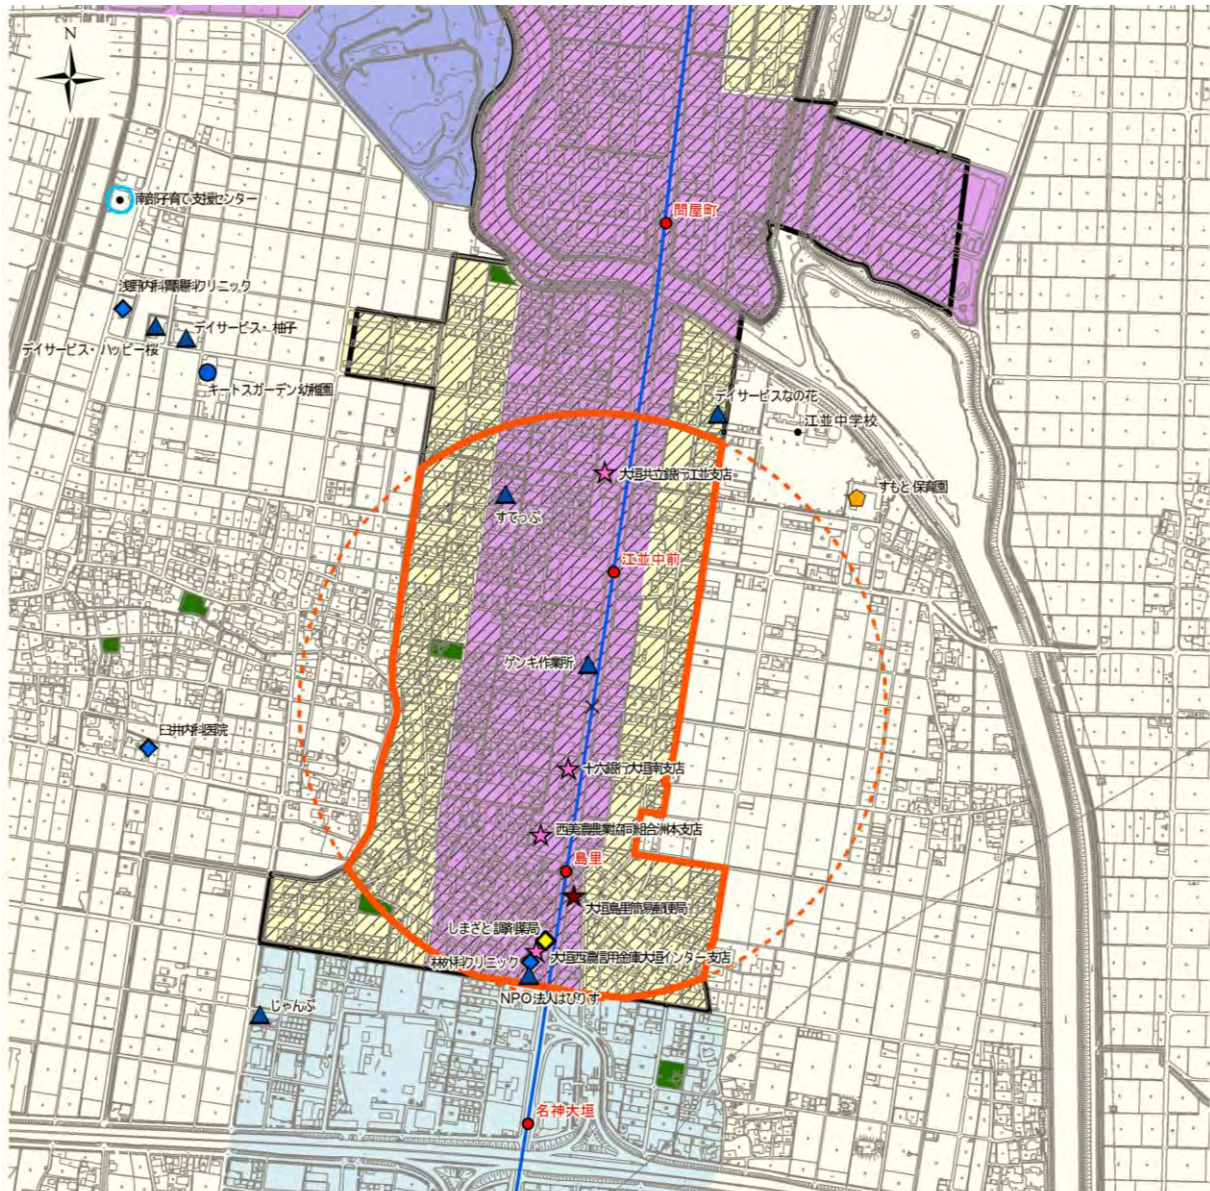 N
南部子育て支援センター
問屋町
浅野内科胃腸科クリニック
デイサービス・柚子
デイサービス・ハッピー桜
キートスガーデン幼稚園
デイサービスなの花
江並中学校
大垣共立銀行江並支店
すもと保育園
すてっぷ
江並中前
ゲンキ作業所
臼井内科医院
十六銀行大垣南支店
西美濃農業協同組合洲本支店
島里
大垣島里簡易郵便局
しまざと調剤薬局
大垣西濃信用金庫大垣インター支店
林外科クリニック
NPO法人はびりす
じゃんぷ
名神大垣